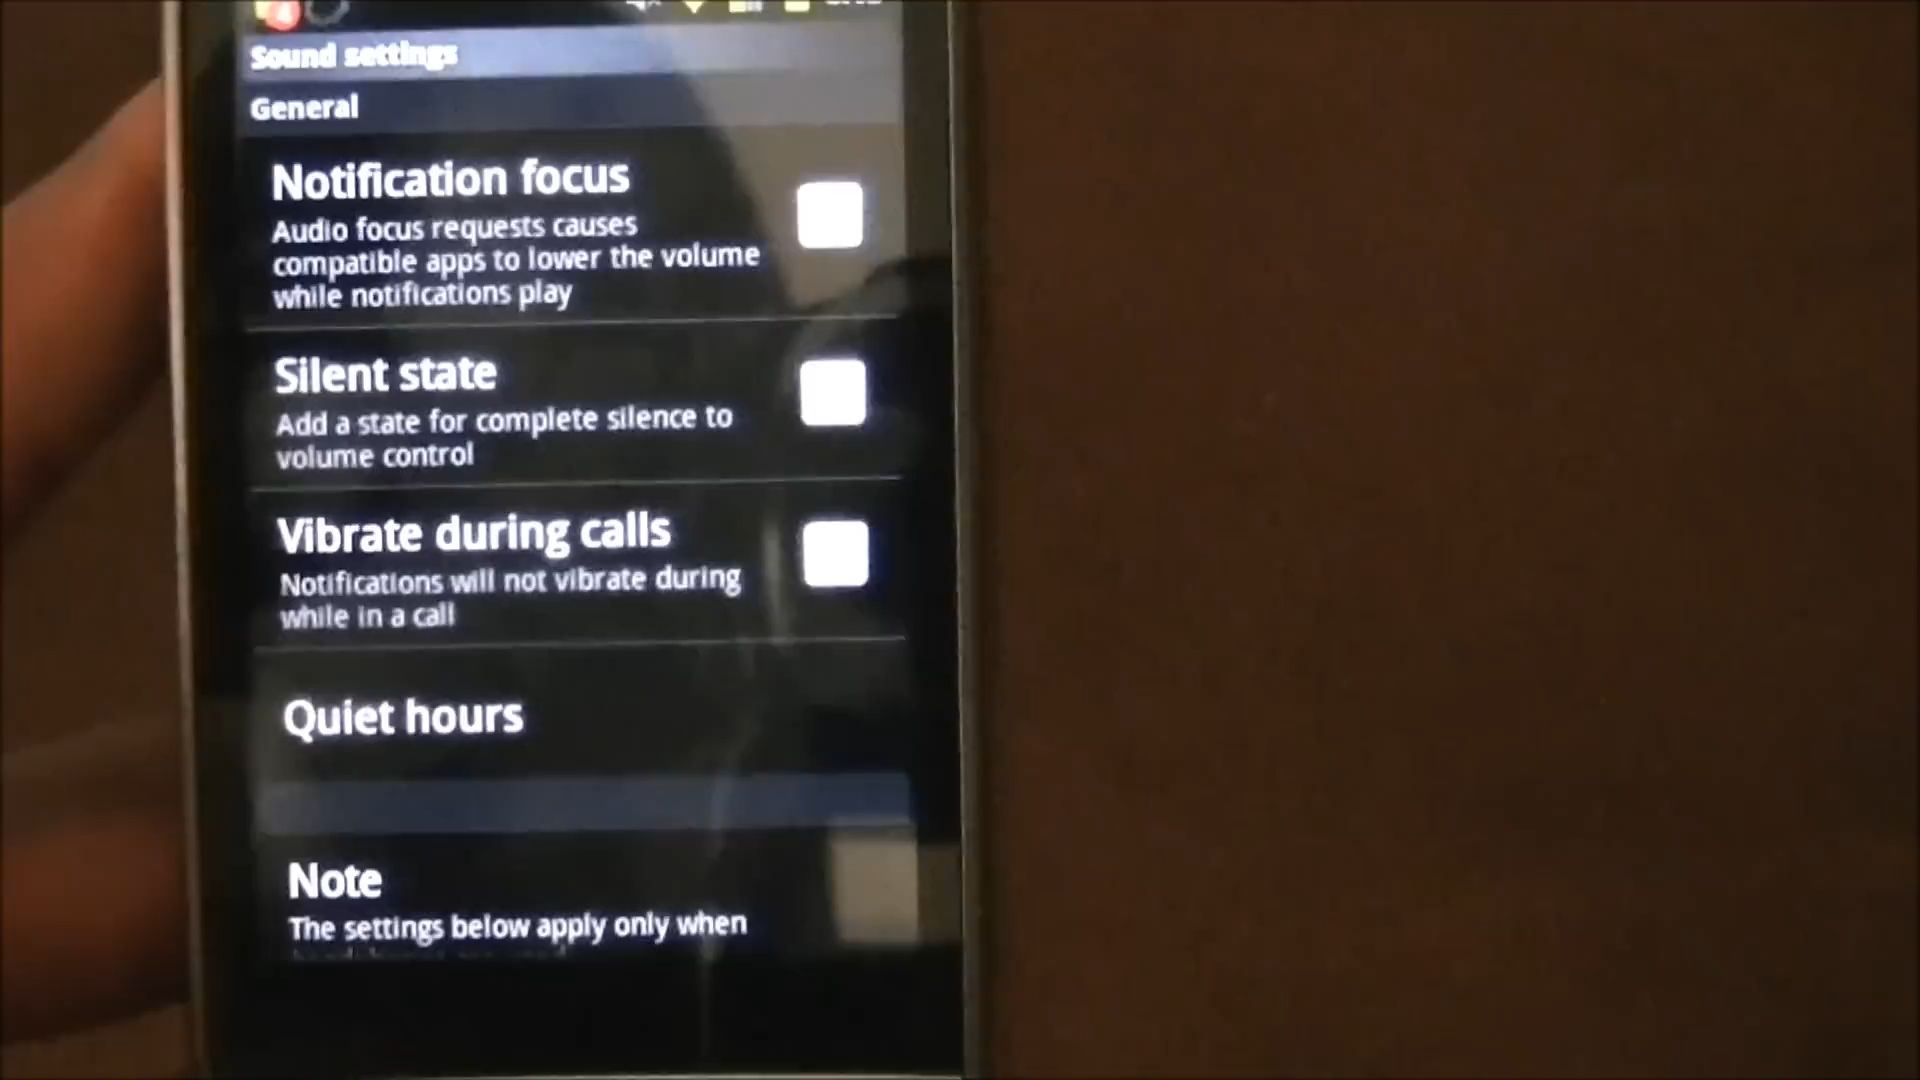 Sound settings
General
Notification focus
Audio focus requests causes
compatible apps to lower the volume
while notifications play
Silent state
Add a state for complete silence to
volume control
Vibrate during calls
Notifications will not vibrate during
while in a call
Quiet hours
Note
The settings below apply only when